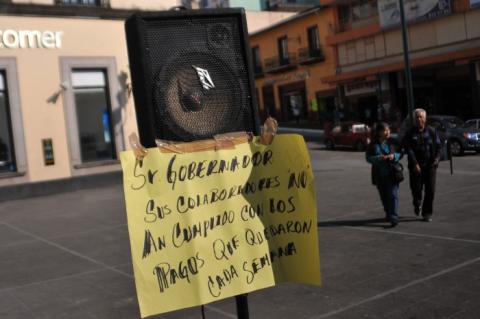 comer
Sr GOBERNADOR
SUS COLABORADORES "NO"
AN CUMPLIDO CON LOS
PAGOS QUE QUEDARON
CADA SEMANA